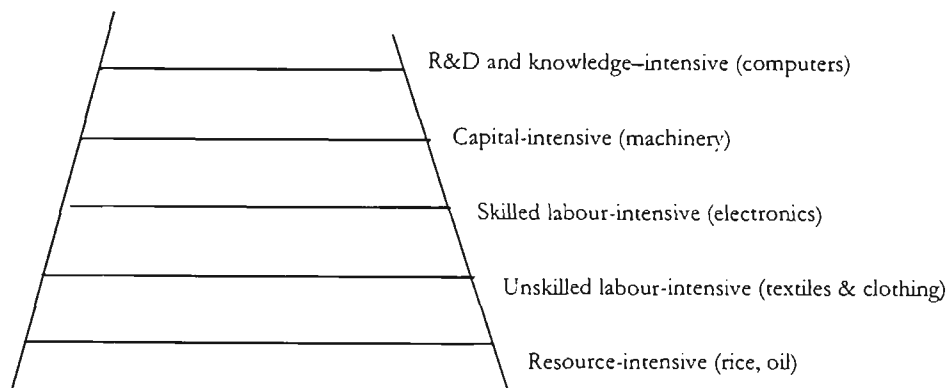 R&D and knowledge–intensive (computers)
Capital-intensive (machinery)
Skilled labour-intensive (electronics)
Unskilled labour-intensive (textiles & clothing)
Resource-intensive (rice, oil)